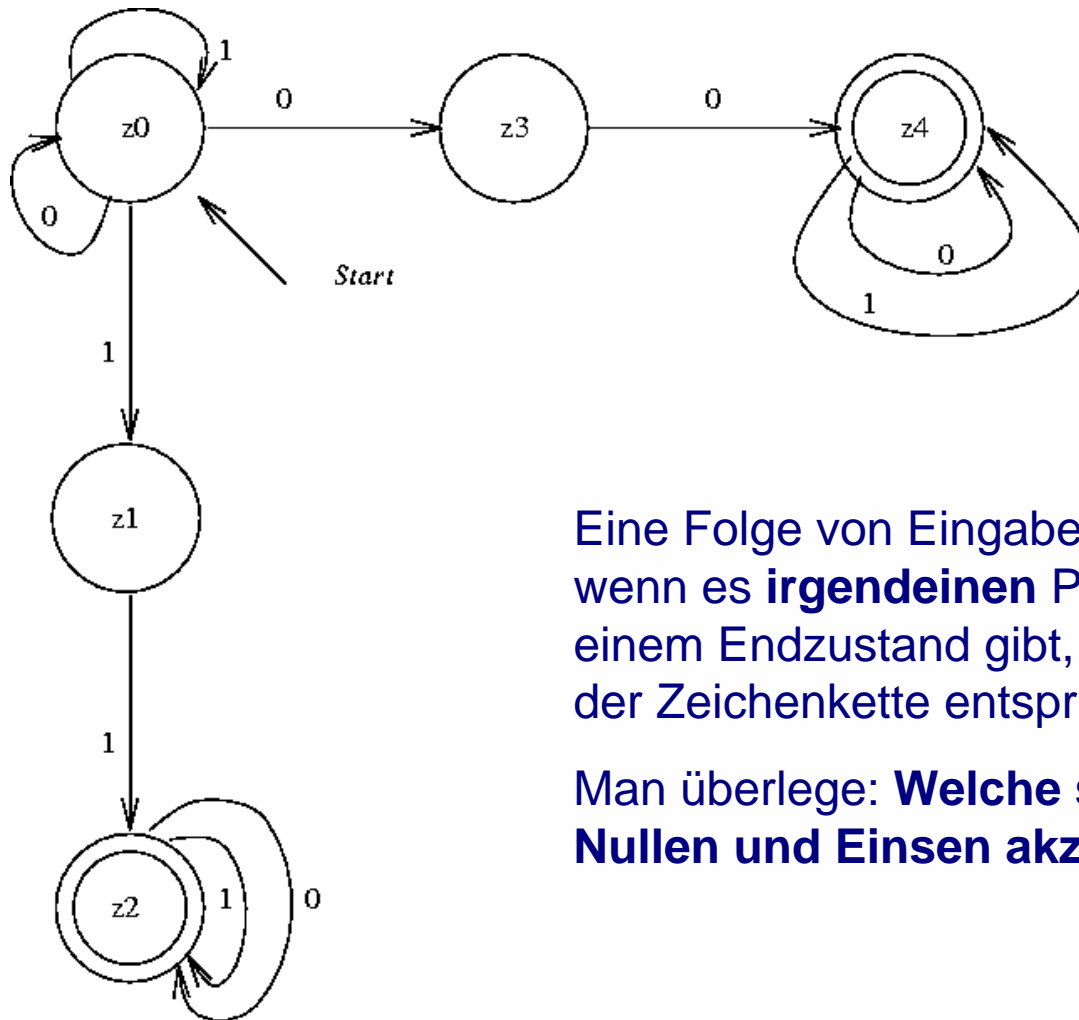 1
0
0
z0
z3
z4
0
0
Start
1
1
z1
Eine Folge von Eingabe
wenn es irgendeinen P
einem Endzustand gibt,
der Zeichenkette entspr
1
Man überlege: Welche s
Nullen und Einsen akz
z2
1
0